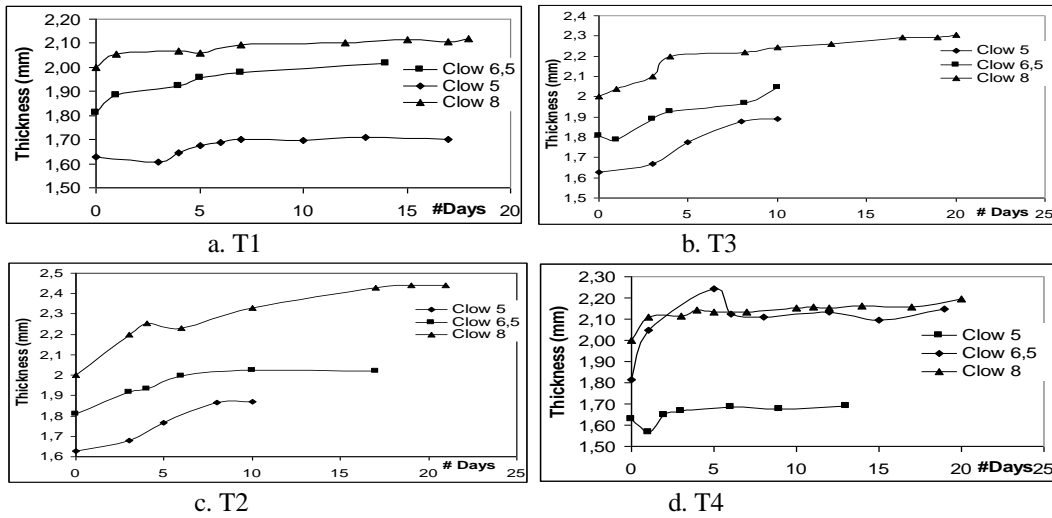 2,20
2,10
2,00
1,90
1,80
1,70
1,60
1,50
Thickness (mm)
0 5 10 15 20
#Days
Clow 6,5
Clow 5
Clow 8
a. T1
2,4
2,3
2,2
2,1
2
1,9
1,8
1,7
1,6
1,5
Thickness (mm)
0 5 10 15 20 25
# Days
Clow 5
Clow 6,5
Clow 8
b. T3
2,5
2,4
2,3
2,2
2,1
2
1,9
1,8
1,7
1,6
Thickness (mm)
0 5 10 15 20 25
# Days
Clow 5
Clow 6,5
Clow 8
c. T2
2,30
2,20
2,10
2,00
1,90
1,80
1,70
1,60
1,50
Thickness (mm)
0 5 10 15 20 25
#Days
Clow 5
Clow 6,5
Clow 8
d. T4